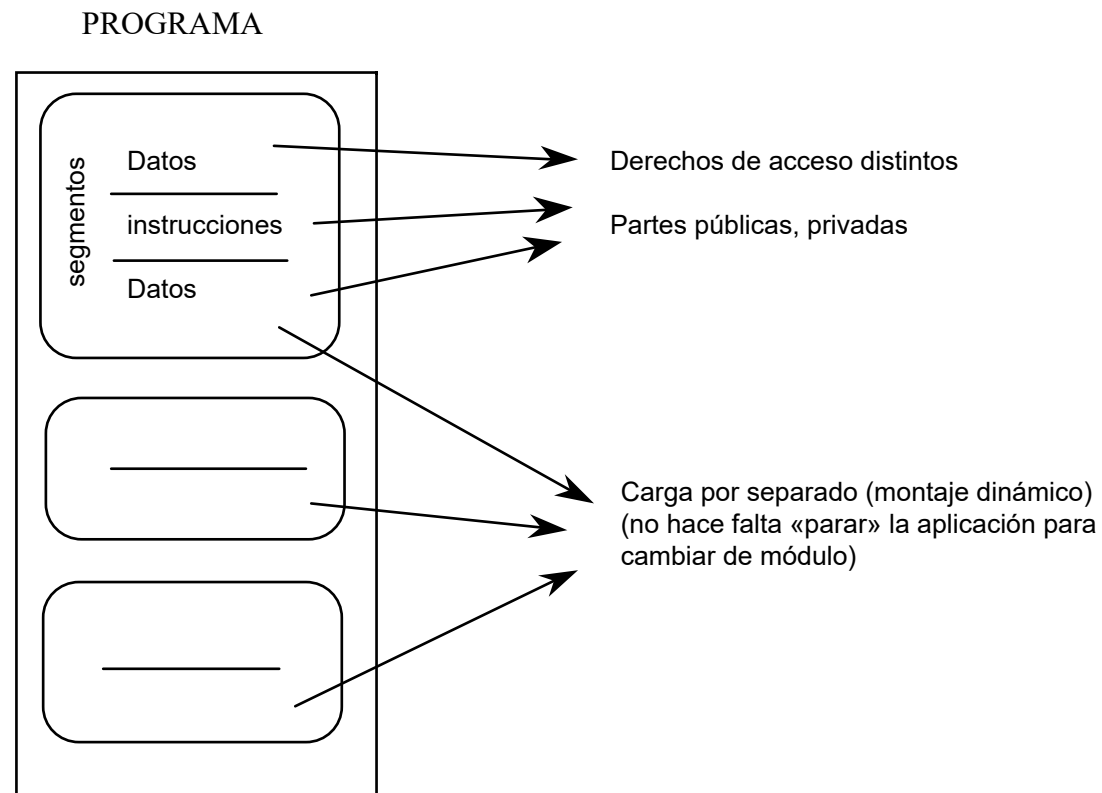 PROGRAMA
segmentos
Datos
instrucciones
Datos
Derechos de acceso distintos
Partes públicas, privadas
Carga por separado (montaje dinámico)
(no hace falta «parar» la aplicación para
cambiar de módulo)